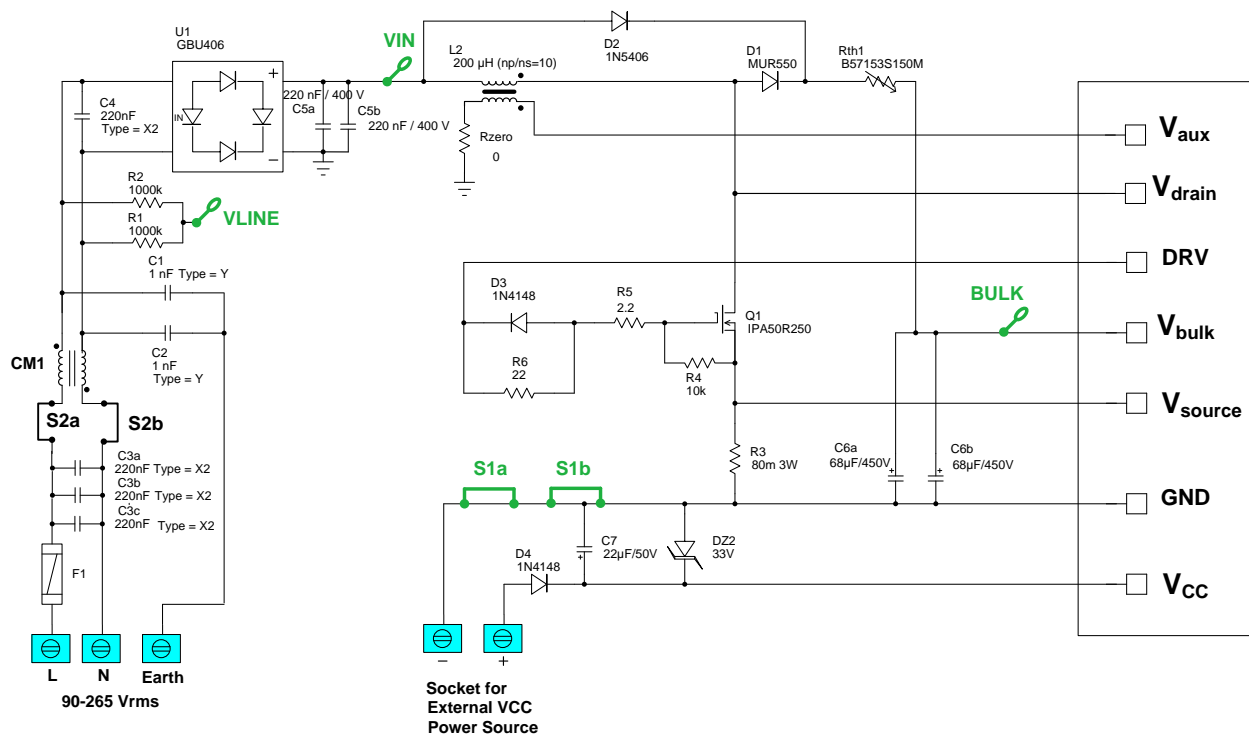 U1
GBU406
IN
+
−
C4
220nF
Type = X2
220 nF / 400 V
C5a
C5b
220 nF / 400 V
VIN
L2
200 µH (np/ns=10)
Rzero
0
D2
1N5406
D1
MUR550
Rth1
B57153S150M
Vaux
Vdrain
DRV
Vbulk
Vsource
GND
VCC
R2
1000k
R1
1000k
VLINE
C1
1 nF Type = Y
C2
1 nF
Type = Y
CM1
S2a
S2b
D3
1N4148
R5
2.2
R6
22
Q1
IPA50R250
R4
10k
BULK
C3a
220nF Type = X2
C3b
220nF Type = X2
C3c
220nF Type = X2
F1
S1a
S1b
R3
80m 3W
C6a
68µF/450V
C6b
68µF/450V
+
+
C7
22µF/50V
+
DZ2
33V
D4
1N4148
L
N
Earth
90-265 Vrms
−
+
Socket for
External VCC
Power Source